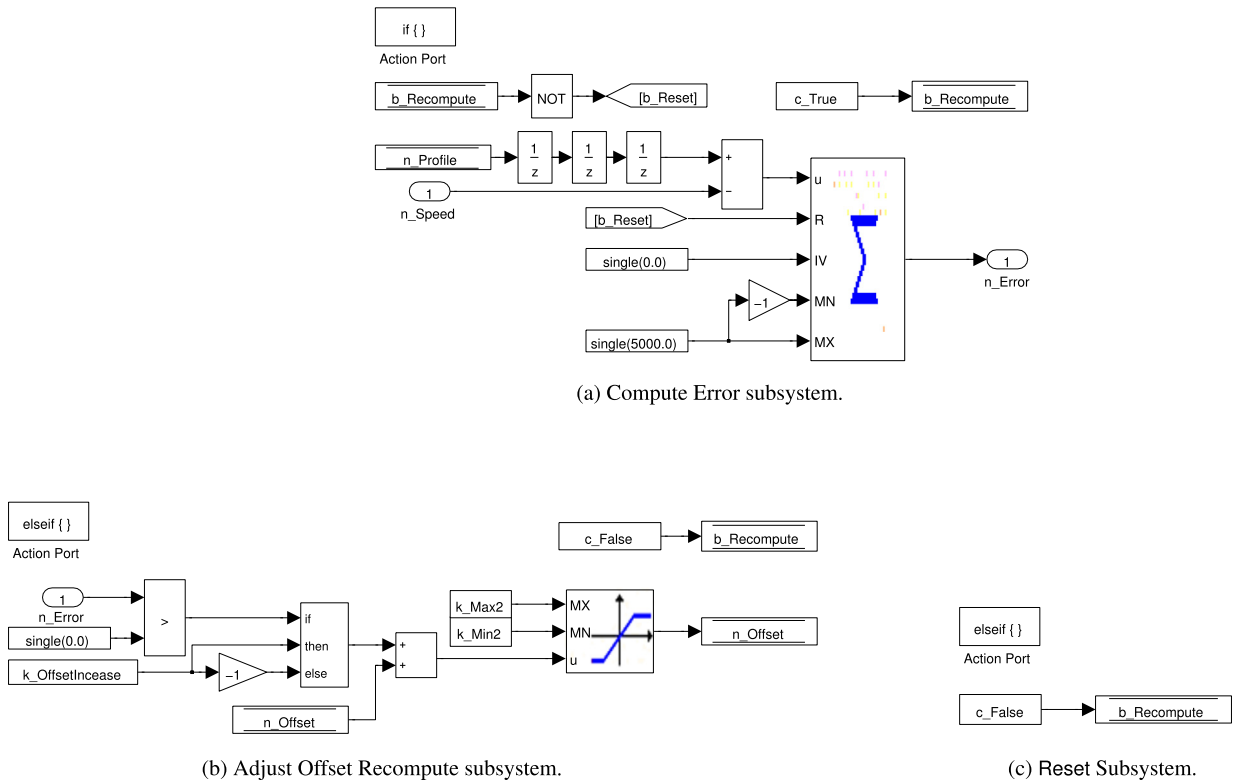 if { }
Action Port
b_Recompute
NOT
[b_Reset]
c_True
b_Recompute
n_Profile
1
z
1
z
1
z
+
−
1
n_Speed
[b_Reset]
single(0.0)
−1
single(5000.0)
u
R
IV
MN
MX
1
n_Error
(a) Compute Error subsystem.
elseif { }
Action Port
c_False
b_Recompute
1
n_Error
single(0.0)
>
k_OffsetIncease
−1
if
then
else
+
+
n_Offset
k_Max2
k_Min2
MX
MN
u
n_Offset
(b) Adjust Offset Recompute subsystem.
elseif { }
Action Port
c_False
b_Recompute
(c) Reset Subsystem.